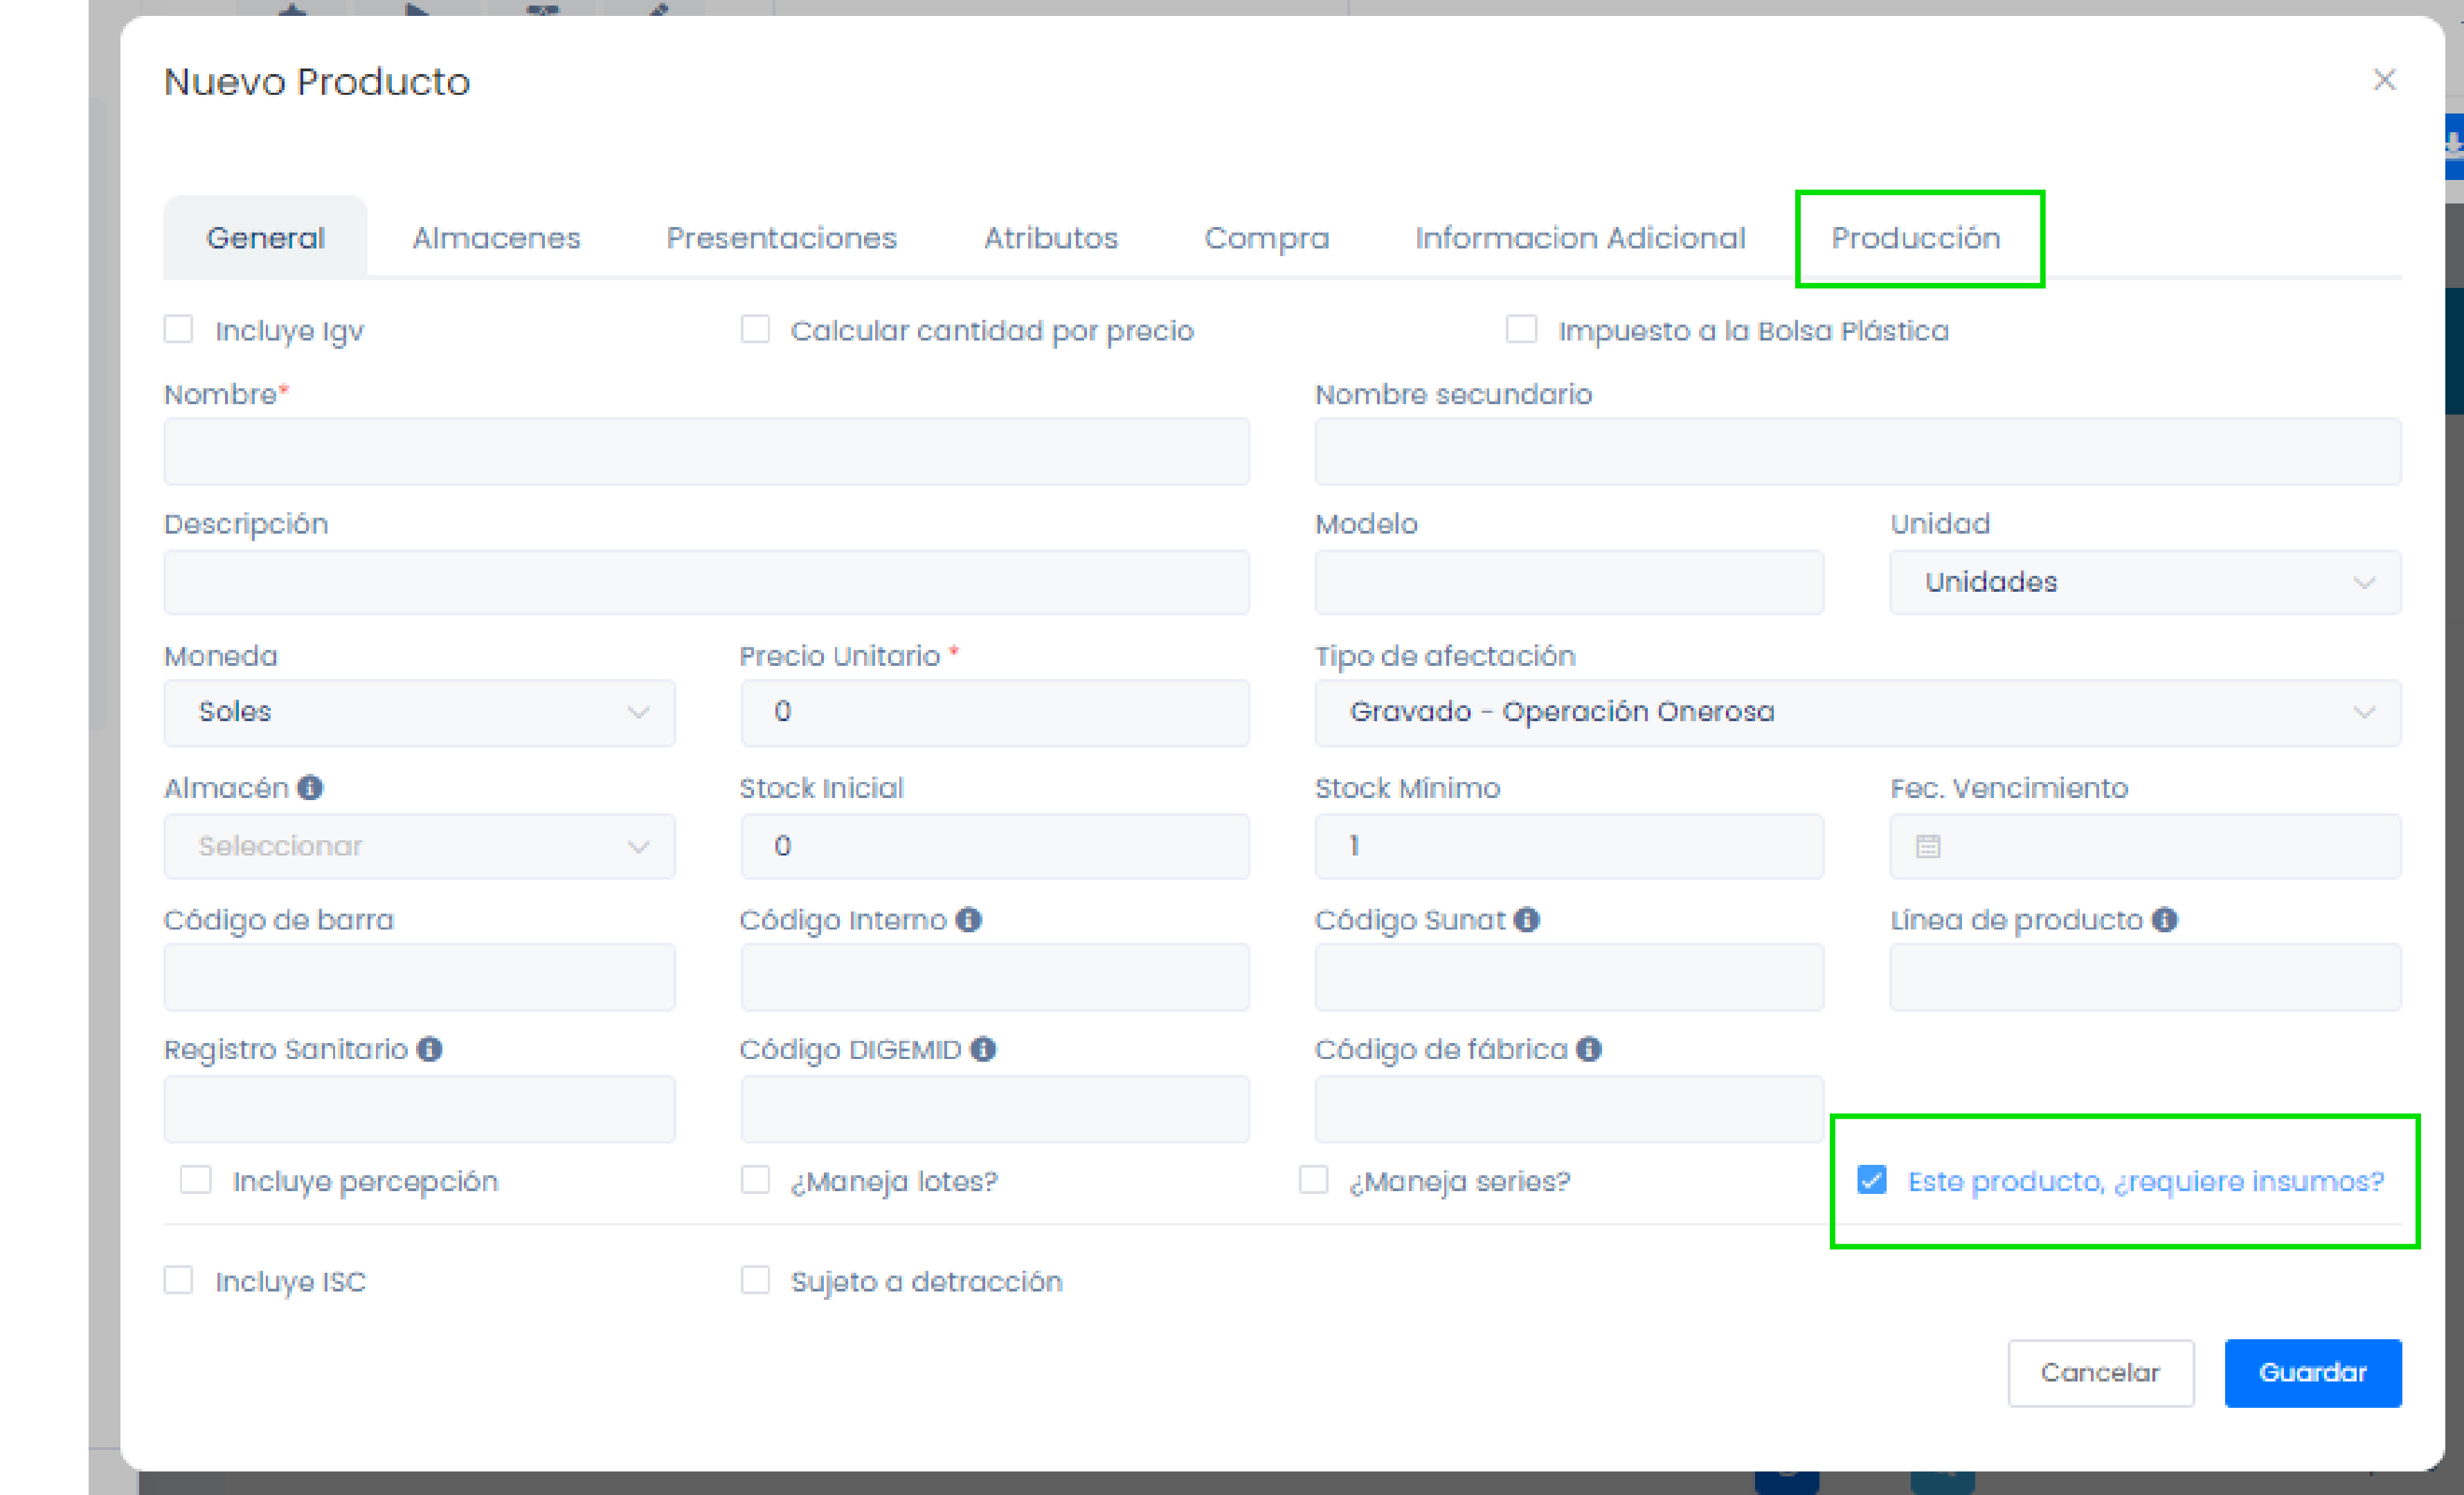 Nuevo Producto
General Almacenes Presentaciones Atributos Compra Informacion Adicional Producción
Incluye Igv Calcular cantidad por precio Impuesto a la Bolsa Plástica
Nombre* Nombre secundario
Descripción Modelo Unidad
Unidades
Moneda Precio Unitario * Tipo de afectación
Soles 0 Gravado - Operación Onerosa
Almacén Stock Inicial Stock Mínimo Fec. Vencimiento
Seleccionar 0 1
Código de barra Código Interno Código Sunat Línea de producto
Registro Sanitario Código DIGEMID Código de fábrica
Incluye percepción ¿Maneja lotes? ¿Maneja series? Este producto, ¿requiere insumos?
Incluye ISC Sujeto a detracción
Cancelar Guardar